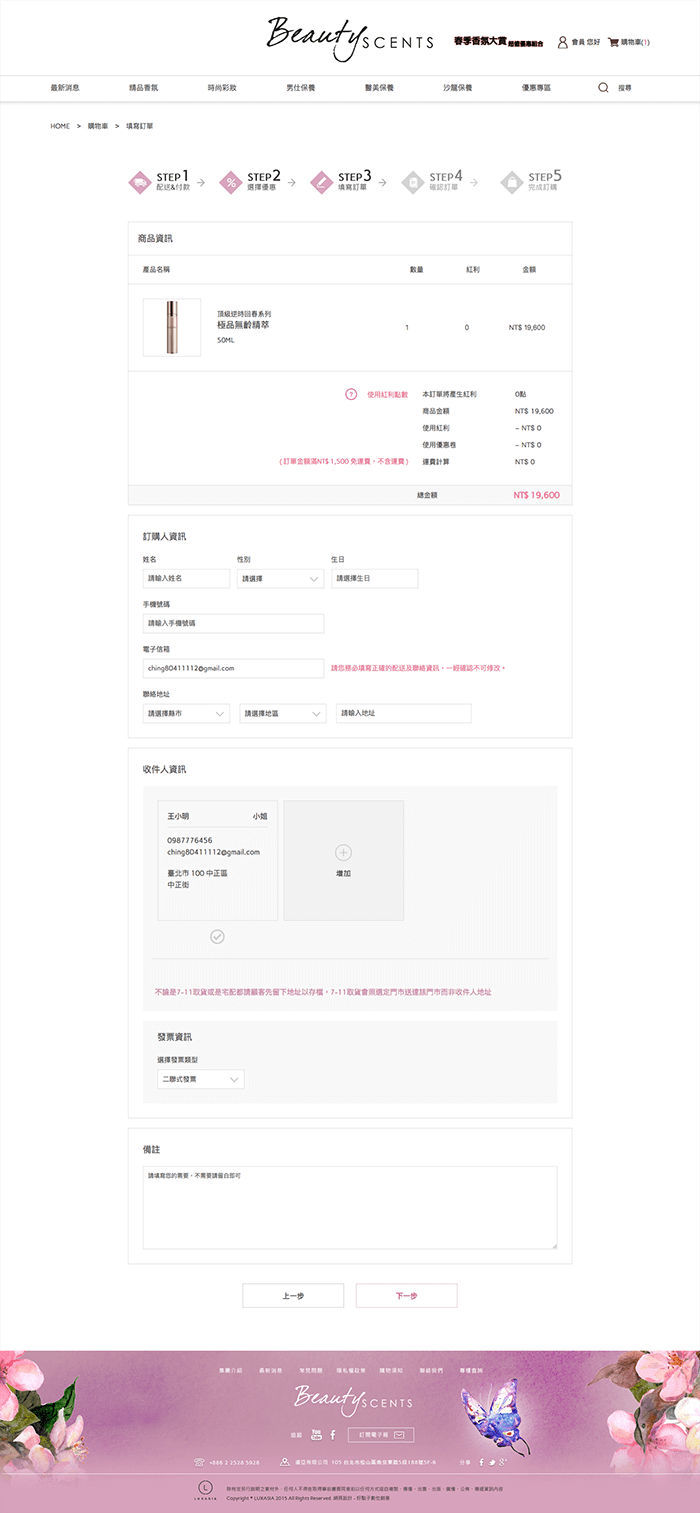 Beauty SCENTS
春季香氛大賞 超值優惠組合
會員 您好
購物車(1)
最新消息 精品香氛 時尚彩妝 男仕保養 醫美保養 沙龍保養 優惠專區 搜尋
HOME > 購物車 > 填寫訂單
STEP1 配送&付款
STEP2 選擇優惠
STEP3 填寫訂單
STEP4 確認訂單
STEP5 完成訂購
商品資訊
產品名稱 數量 紅利 金額
頂級逆時回春系列
極品無齡精萃
50ML
1 0 NT$ 19,600
? 使用紅利點數 本訂單將產生紅利 0點
商品金額 NT$ 19,600
使用紅利 – NT$ 0
使用優惠卷 – NT$ 0
(訂單金額滿NT$ 1,500 免運費，不含運費) 運費計算 NT$ 0
總金額 NT$ 19,600
訂購人資訊
姓名 性別 生日
請輸入姓名 請選擇 請選擇生日
手機號碼
請輸入手機號碼
電子信箱
ching80411112@gmail.com 請您務必填寫正確的配送及聯絡資訊，一經確認不可修改。
聯絡地址
請選擇縣市 請選擇地區 請輸入地址
收件人資訊
王小明 小姐
0987776456
ching80411112@gmail.com
臺北市 100 中正區
中正街
增加
不論是7-11取貨或是宅配都請顧客先留下地址以存檔，7-11取貨會照選定門市送達該門市而非收件人地址
發票資訊
選擇發票類型
二聯式發票
備註
請填寫您的需要，不需要請留白即可
上一步 下一步
集團介紹 最新消息 常見問題 隱私權政策 購物須知 聯絡我們 專櫃查詢
Beauty SCENTS
追蹤 You Tube f 訂閱電子報
+886 2 2528 5928
105 台北市松山區南京東路5段188號5F-8
分享
L
LUXASIA
Copyright © LUXASIA 2015 All Rights Reserved. 網頁設計 - 好點子數位創意